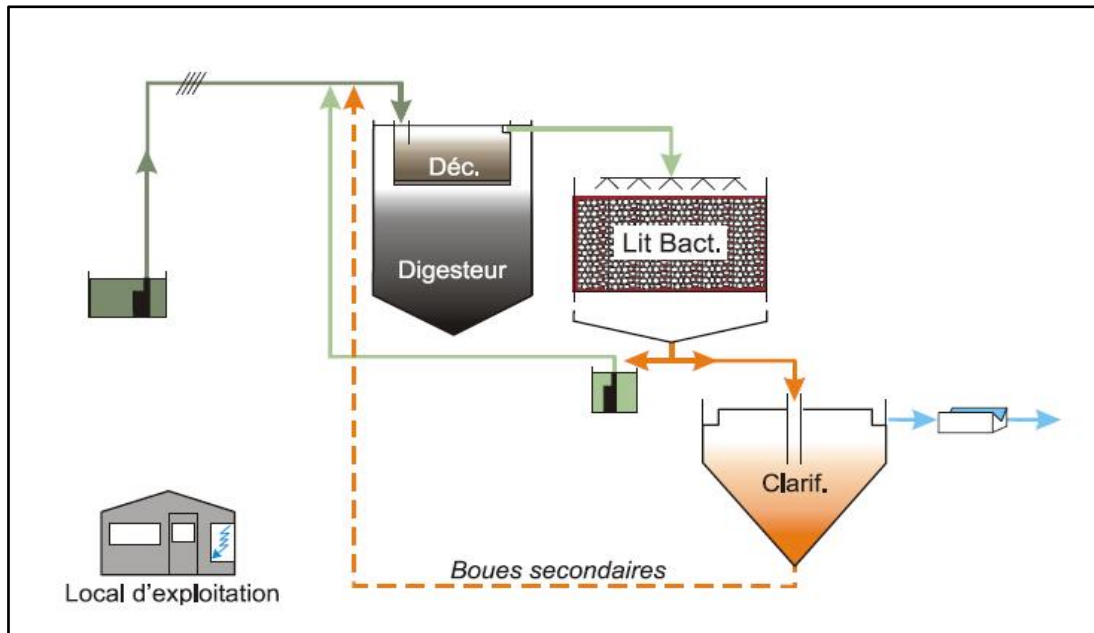 Déc.
Digesteur
Lit Bact.
Clarif.
Boues secondaires
Local d'exploitation